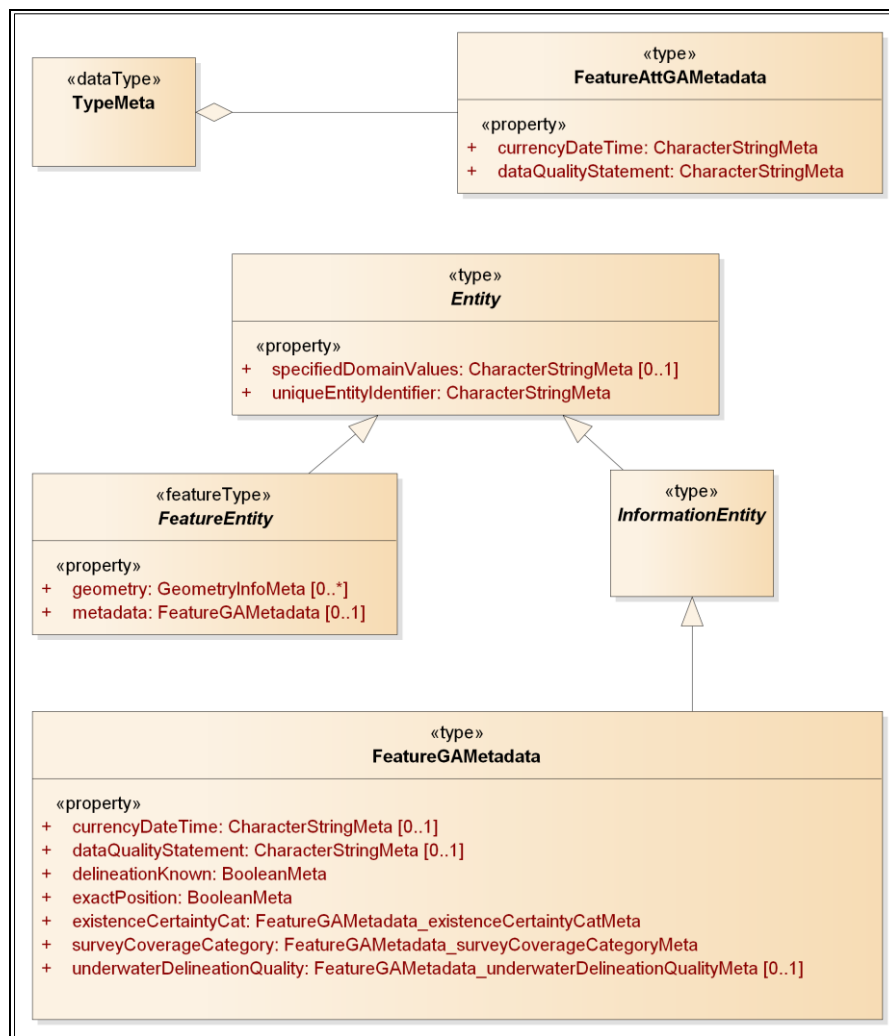 «dataType»
TypeMeta
«type»
FeatureAttGAMetadata
«property»
+ currencyDateTime: CharacterStringMeta
+ dataQualityStatement: CharacterStringMeta
«type»
Entity
«property»
+ specifiedDomainValues: CharacterStringMeta [0..1]
+ uniqueEntityIdentifier: CharacterStringMeta
«featureType»
FeatureEntity
«property»
+ geometry: GeometryInfoMeta [0..*]
+ metadata: FeatureGAMetadata [0..1]
«type»
InformationEntity
«type»
FeatureGAMetadata
«property»
+ currencyDateTime: CharacterStringMeta [0..1]
+ dataQualityStatement: CharacterStringMeta [0..1]
+ delineationKnown: BooleanMeta
+ exactPosition: BooleanMeta
+ existenceCertaintyCat: FeatureGAMetadata_existenceCertaintyCatMeta
+ surveyCoverageCategory: FeatureGAMetadata_surveyCoverageCategoryMeta
+ underwaterDelineationQuality: FeatureGAMetadata_underwaterDelineationQualityMeta [0..1]